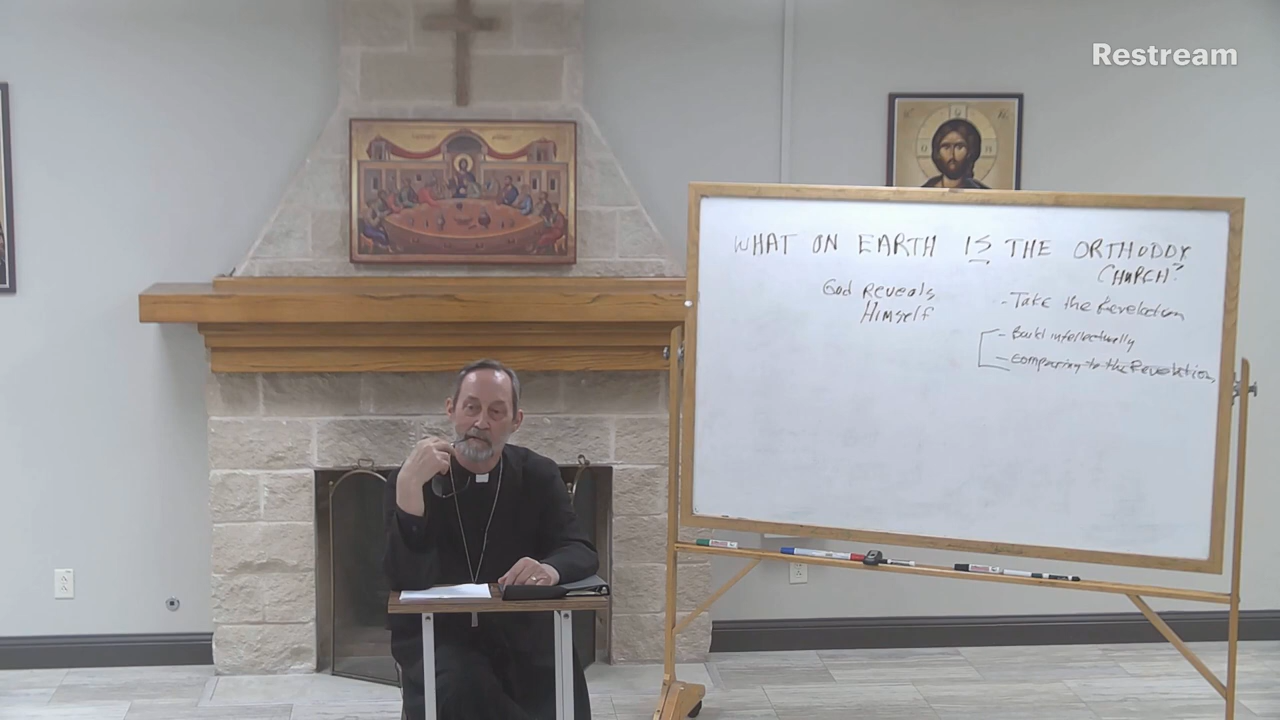 Restream
WHAT ON EARTH IS THE ORTHODOX
CHURCH?
God Reveals
Himself
- Take the Revelation
- Build intellectually
- comparing to the Revelation